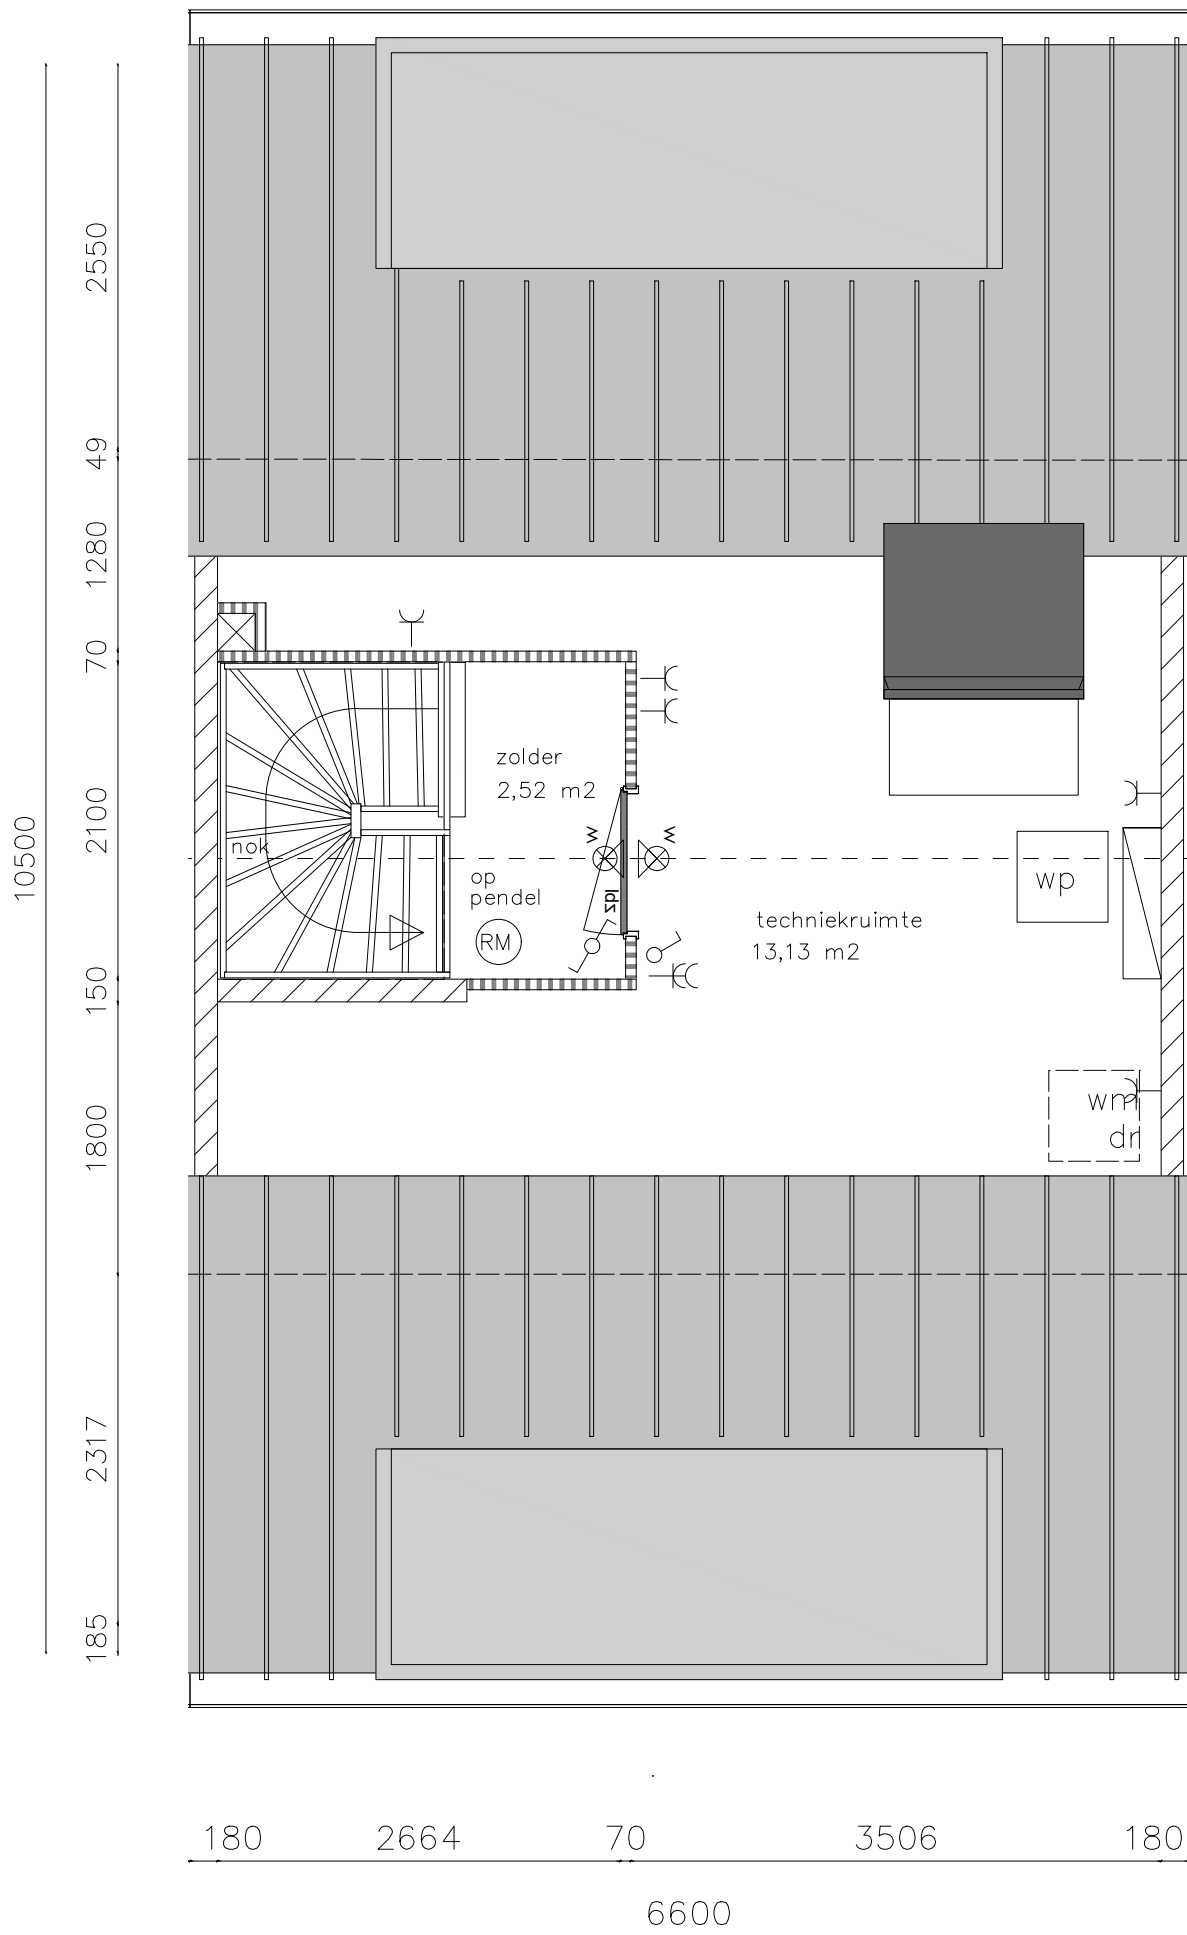 2550
49
1280
70
2100
10500
150
1800
2317
185
zolder
2,52 m2
nok
w
w
op
pendel
zpl
RM
techniekruimte
13,13 m2
wp
wm
dr
180
2664
70
3506
180
6600